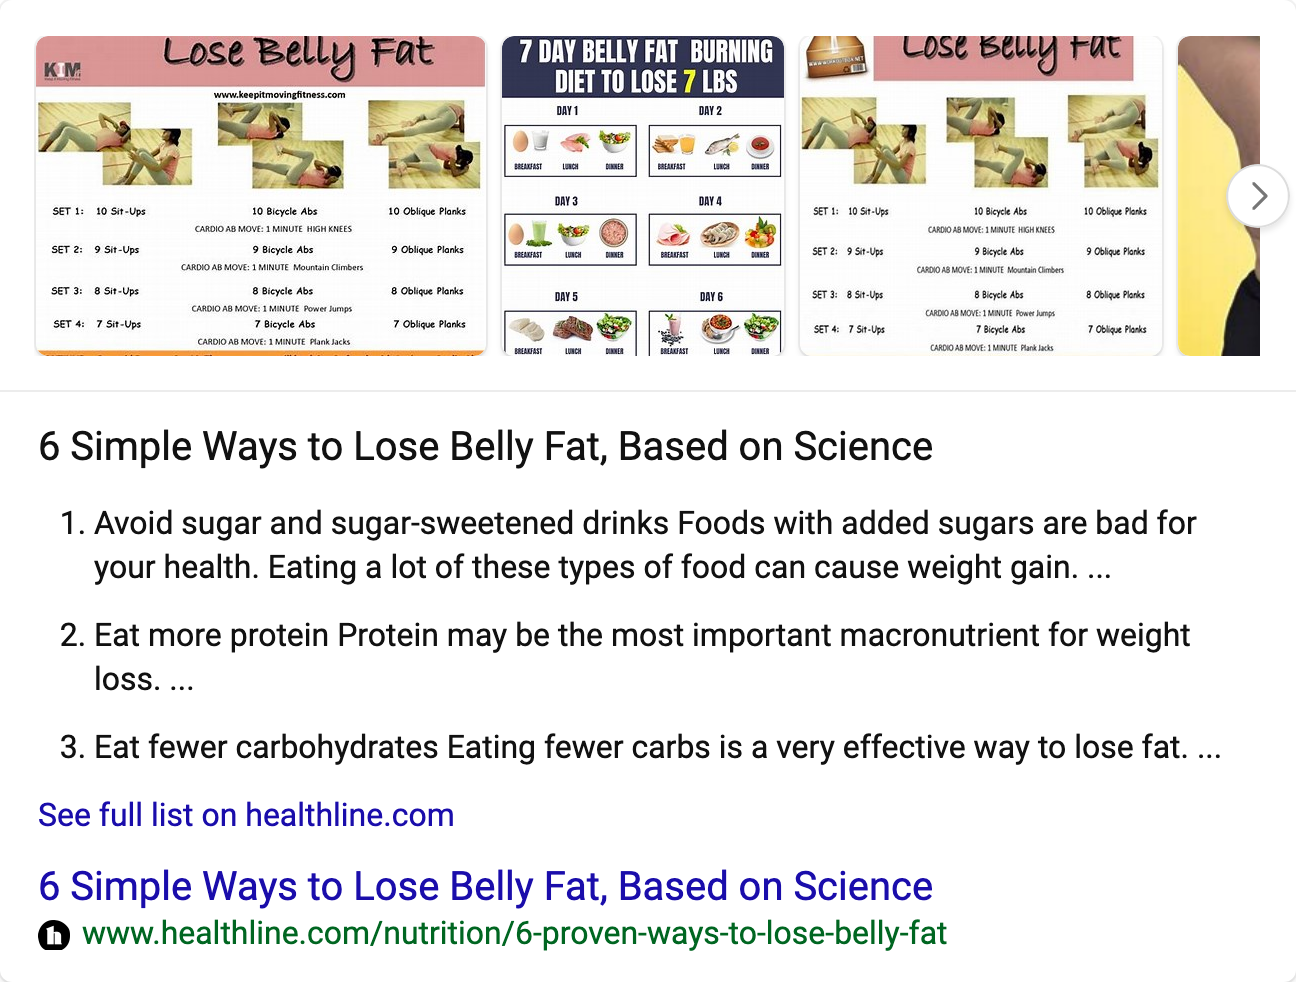 Lose Belly Fat
KIM
www.keepitmovingfitness.com
SET 1: 10 Sit-Ups 10 Bicycle Abs 10 Oblique Planks
CARDIO AB MOVE: 1 MINUTE HIGH KNEES
SET 2: 9 Sit-Ups 9 Bicycle Abs 9 Oblique Planks
CARDIO AB MOVE: 1 MINUTE Mountain Climbers
SET 3: 8 Sit-Ups 8 Bicycle Abs 8 Oblique Planks
CARDIO AB MOVE: 1 MINUTE Power Jumps
SET 4: 7 Sit-Ups 7 Bicycle Abs 7 Oblique Planks
CARDIO AB MOVE: 1 MINUTE Plank Jacks
7 DAY BELLY FAT BURNING
DIET TO LOSE 7 LBS
DAY 1 DAY 2
BREAKFAST LUNCH DINNER BREAKFAST LUNCH DINNER
DAY 3 DAY 4
BREAKFAST LUNCH DINNER BREAKFAST LUNCH DINNER
DAY 5 DAY 6
BREAKFAST LUNCH DINNER BREAKFAST LUNCH DINNER
Lose Belly Fat
SET 1: 10 Sit-Ups 10 Bicycle Abs 10 Oblique Planks
CARDIO AB MOVE: 1 MINUTE HIGH KNEES
SET 2: 9 Sit-Ups 9 Bicycle Abs 9 Oblique Planks
CARDIO AB MOVE: 1 MINUTE Mountain Climbers
SET 3: 8 Sit-Ups 8 Bicycle Abs 8 Oblique Planks
CARDIO AB MOVE: 1 MINUTE Power Jumps
SET 4: 7 Sit-Ups 7 Bicycle Abs 7 Oblique Planks
CARDIO AB MOVE: 1 MINUTE Plank Jacks
6 Simple Ways to Lose Belly Fat, Based on Science
1. Avoid sugar and sugar-sweetened drinks Foods with added sugars are bad for
your health. Eating a lot of these types of food can cause weight gain. ...
2. Eat more protein Protein may be the most important macronutrient for weight
loss. ...
3. Eat fewer carbohydrates Eating fewer carbs is a very effective way to lose fat. ...
See full list on healthline.com
6 Simple Ways to Lose Belly Fat, Based on Science
h www.healthline.com/nutrition/6-proven-ways-to-lose-belly-fat